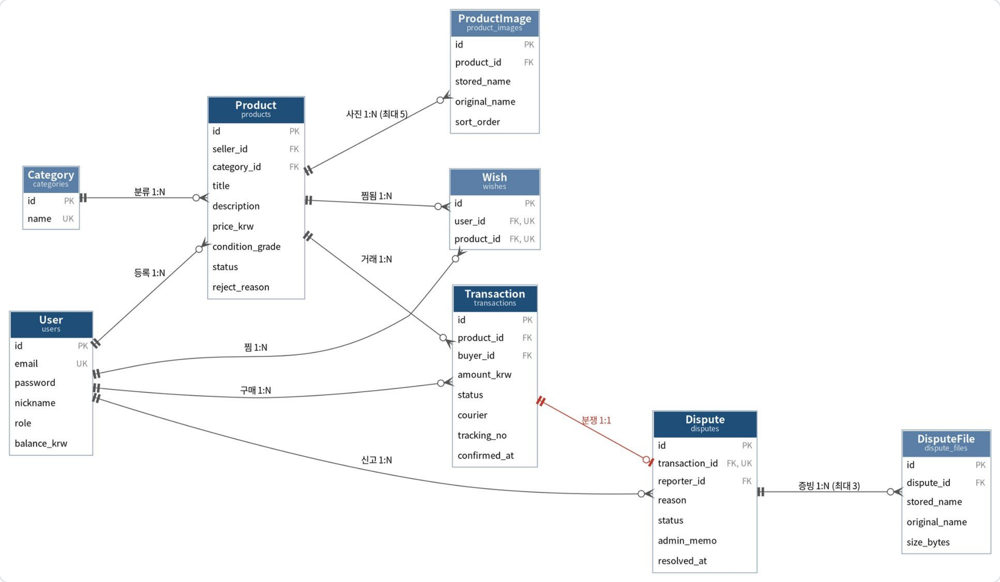 ProductImage
product_images
id PK
product_id FK
stored_name
original_name
sort_order
사진 1:N (최대 5)
Product
products
id PK
seller_id FK
category_id FK
title
description
price_krw
condition_grade
status
reject_reason
Category
categories
id PK
name UK
분류 1:N
찜됨 1:N
Wish
wishes
id PK
user_id FK, UK
product_id FK, UK
등록 1:N
거래 1:N
User
users
id PK
email UK
password
nickname
role
balance_krw
찜 1:N
구매 1:N
신고 1:N
Transaction
transactions
id PK
product_id FK
buyer_id FK
amount_krw
status
courier
tracking_no
confirmed_at
분쟁 1:1
Dispute
disputes
id PK
transaction_id FK, UK
reporter_id FK
reason
status
admin_memo
resolved_at
증빙 1:N (최대 3)
DisputeFile
dispute_files
id PK
dispute_id FK
stored_name
original_name
size_bytes